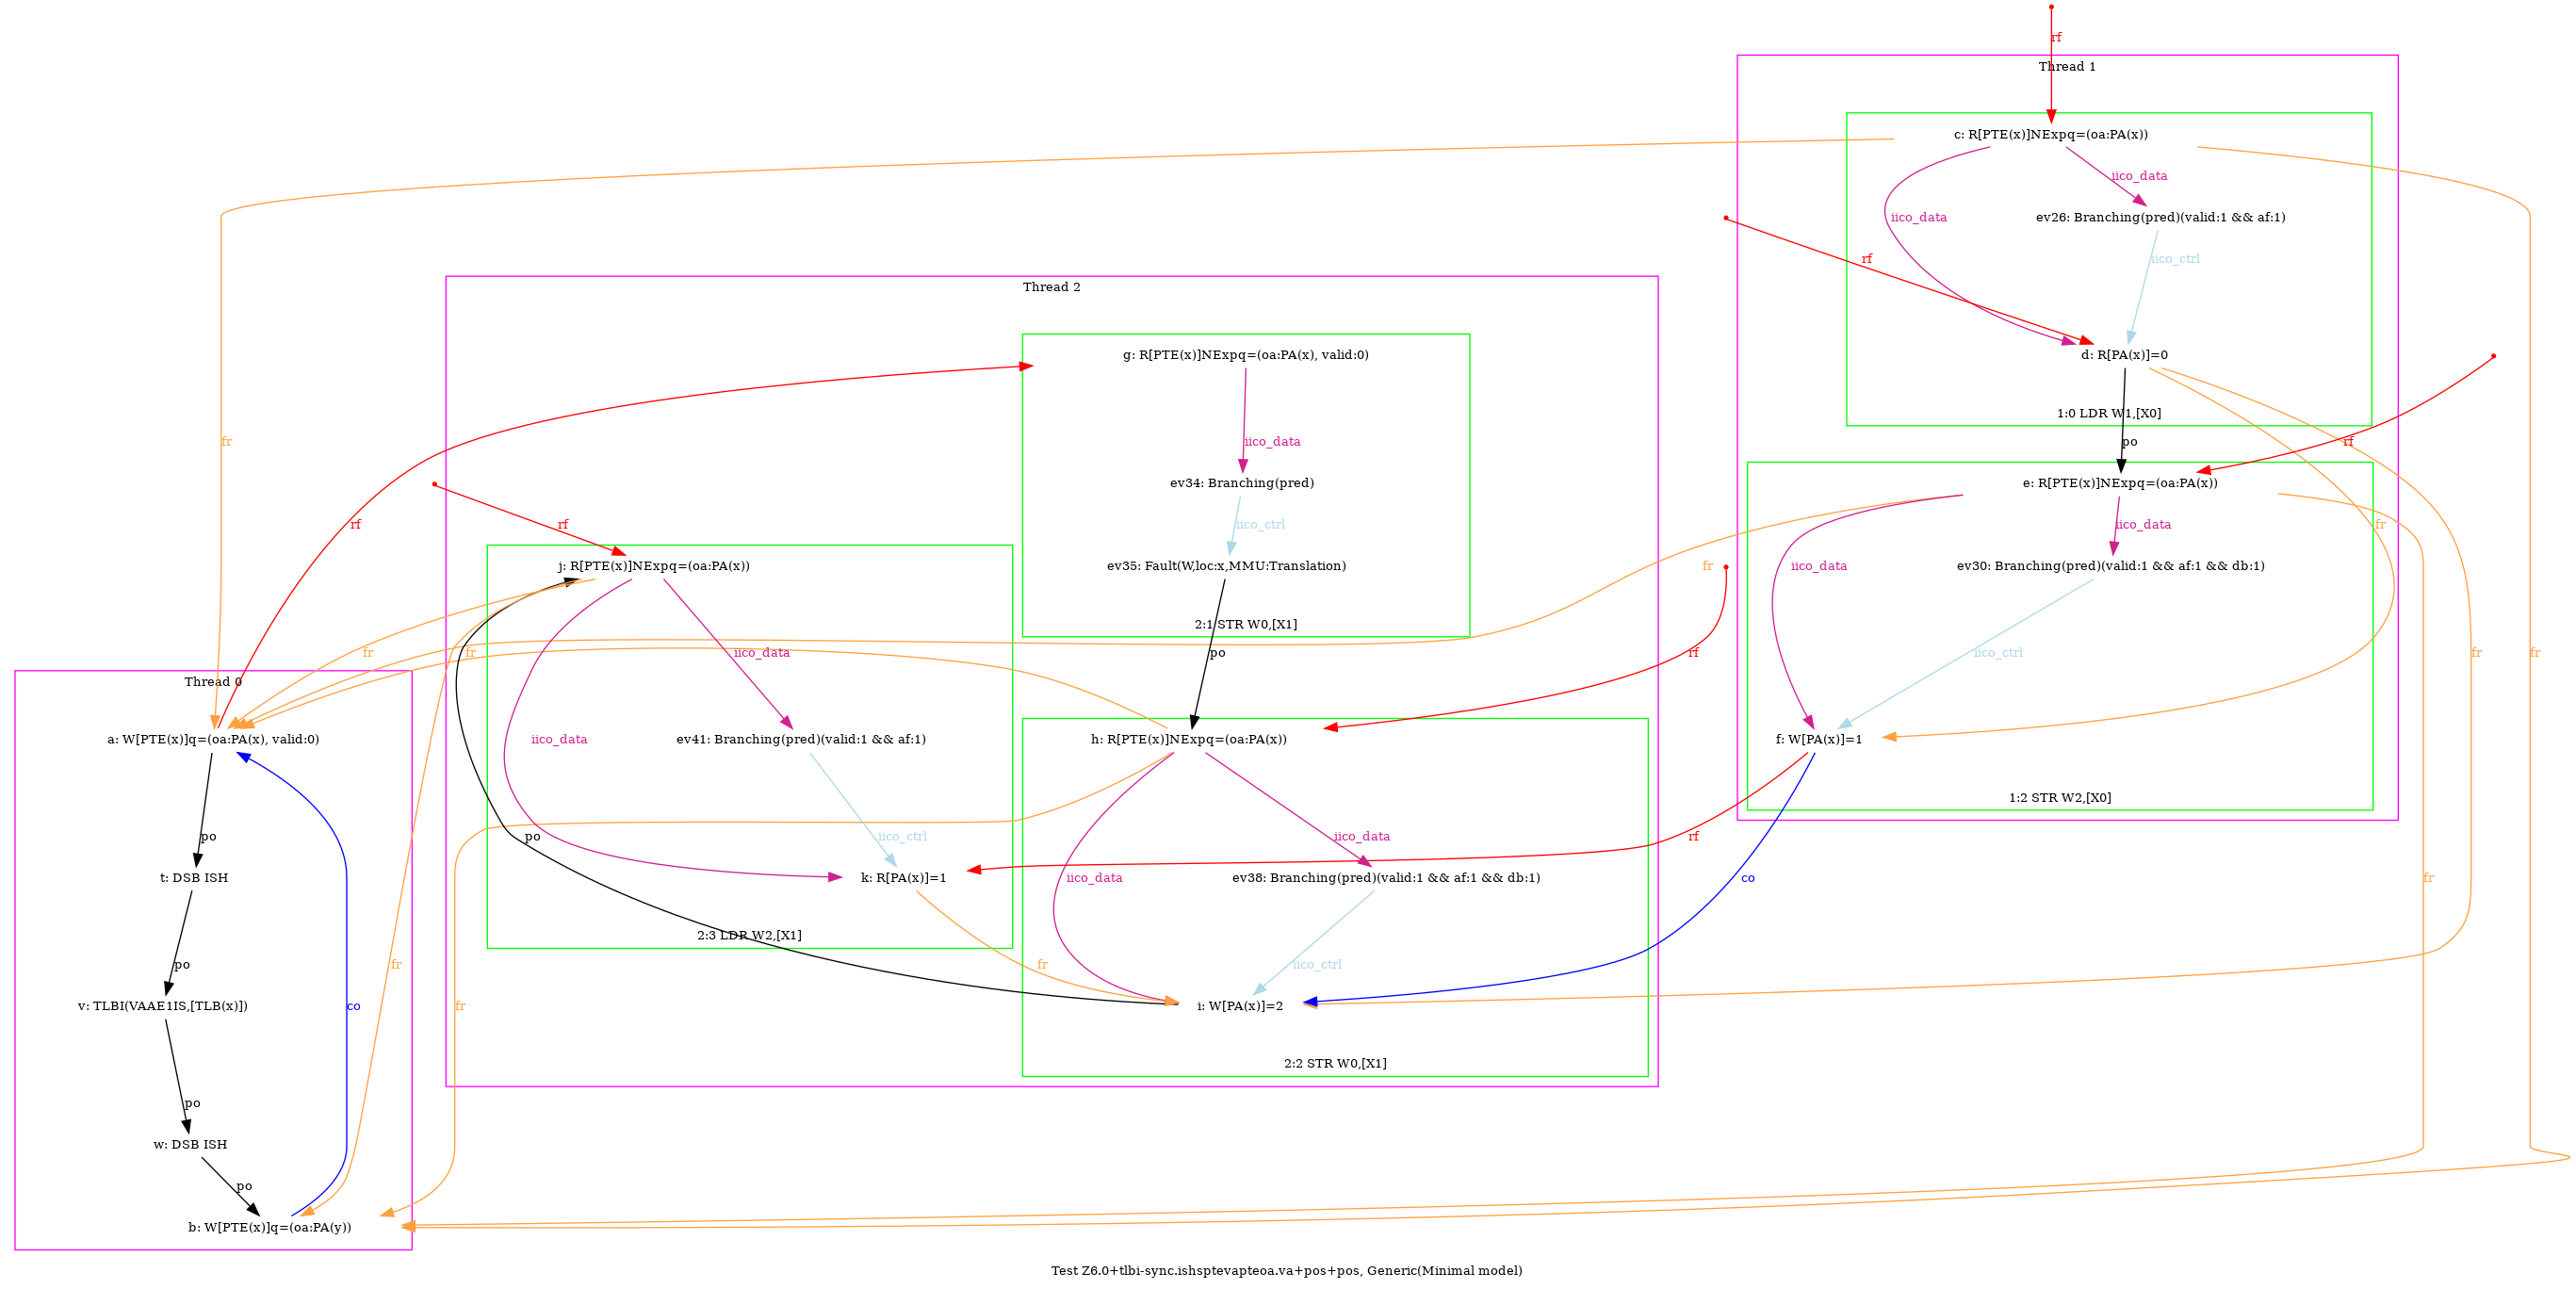 rf
Thread 1
c: R[PTE(x)]NExpq=(oa:PA(x))
iico_data
ev26: Branching(pred)(valid:1 && af:1)
iico_data
iico_ctrl
rf
Thread 2
d: R[PA(x)]=0
g: R[PTE(x)]NExpq=(oa:PA(x), valid:0)
1:0 LDR W1,[X0]
fr
iico_data
po
rf
ev34: Branching(pred)
e: R[PTE(x)]NExpq=(oa:PA(x))
rf
rf
iico_ctrl
iico_data
fr
j: R[PTE(x)]NExpq=(oa:PA(x))
ev35: Fault(W,loc:x,MMU:Translation)
fr
iico_data
ev30: Branching(pred)(valid:1 && af:1 && db:1)
2:1 STR W0,[X1]
fr
fr
iico_data
po
rf
iico_ctrl
fr
fr
Thread 0
a: W[PTE(x)]q=(oa:PA(x), valid:0)
iico_data
ev41: Branching(pred)(valid:1 && af:1)
h: R[PTE(x)]NExpq=(oa:PA(x))
f: W[PA(x)]=1
1:2 STR W2,[X0]
po
po
iico_ctrl
iico_data
rf
t: DSB ISH
k: R[PA(x)]=1
iico_data
ev38: Branching(pred)(valid:1 && af:1 && db:1)
co
fr
2:3 LDR W2,[X1]
po
fr
fr
iico_ctrl
v: TLBI(VAAE1IS,[TLB(x)])
co
fr
i: W[PA(x)]=2
2:2 STR W0,[X1]
po
w: DSB ISH
po
b: W[PTE(x)]q=(oa:PA(y))
Test Z6.0+tlbi-sync.ishsptevapteoa.va+pos+pos, Generic(Minimal model)